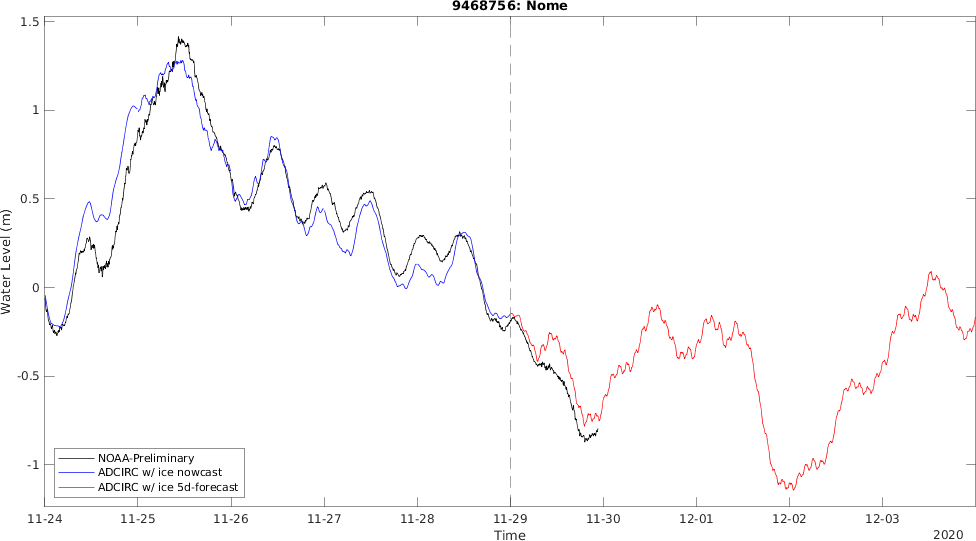 9468756: Nome
1.5
1
0.5
0
-0.5
-1
Water Level (m)
NOAA-Preliminary
ADCIRC w/ ice nowcast
ADCIRC w/ ice 5d-forecast
11-24 11-25 11-26 11-27 11-28 11-29 11-30 12-01 12-02 12-03
Time
2020